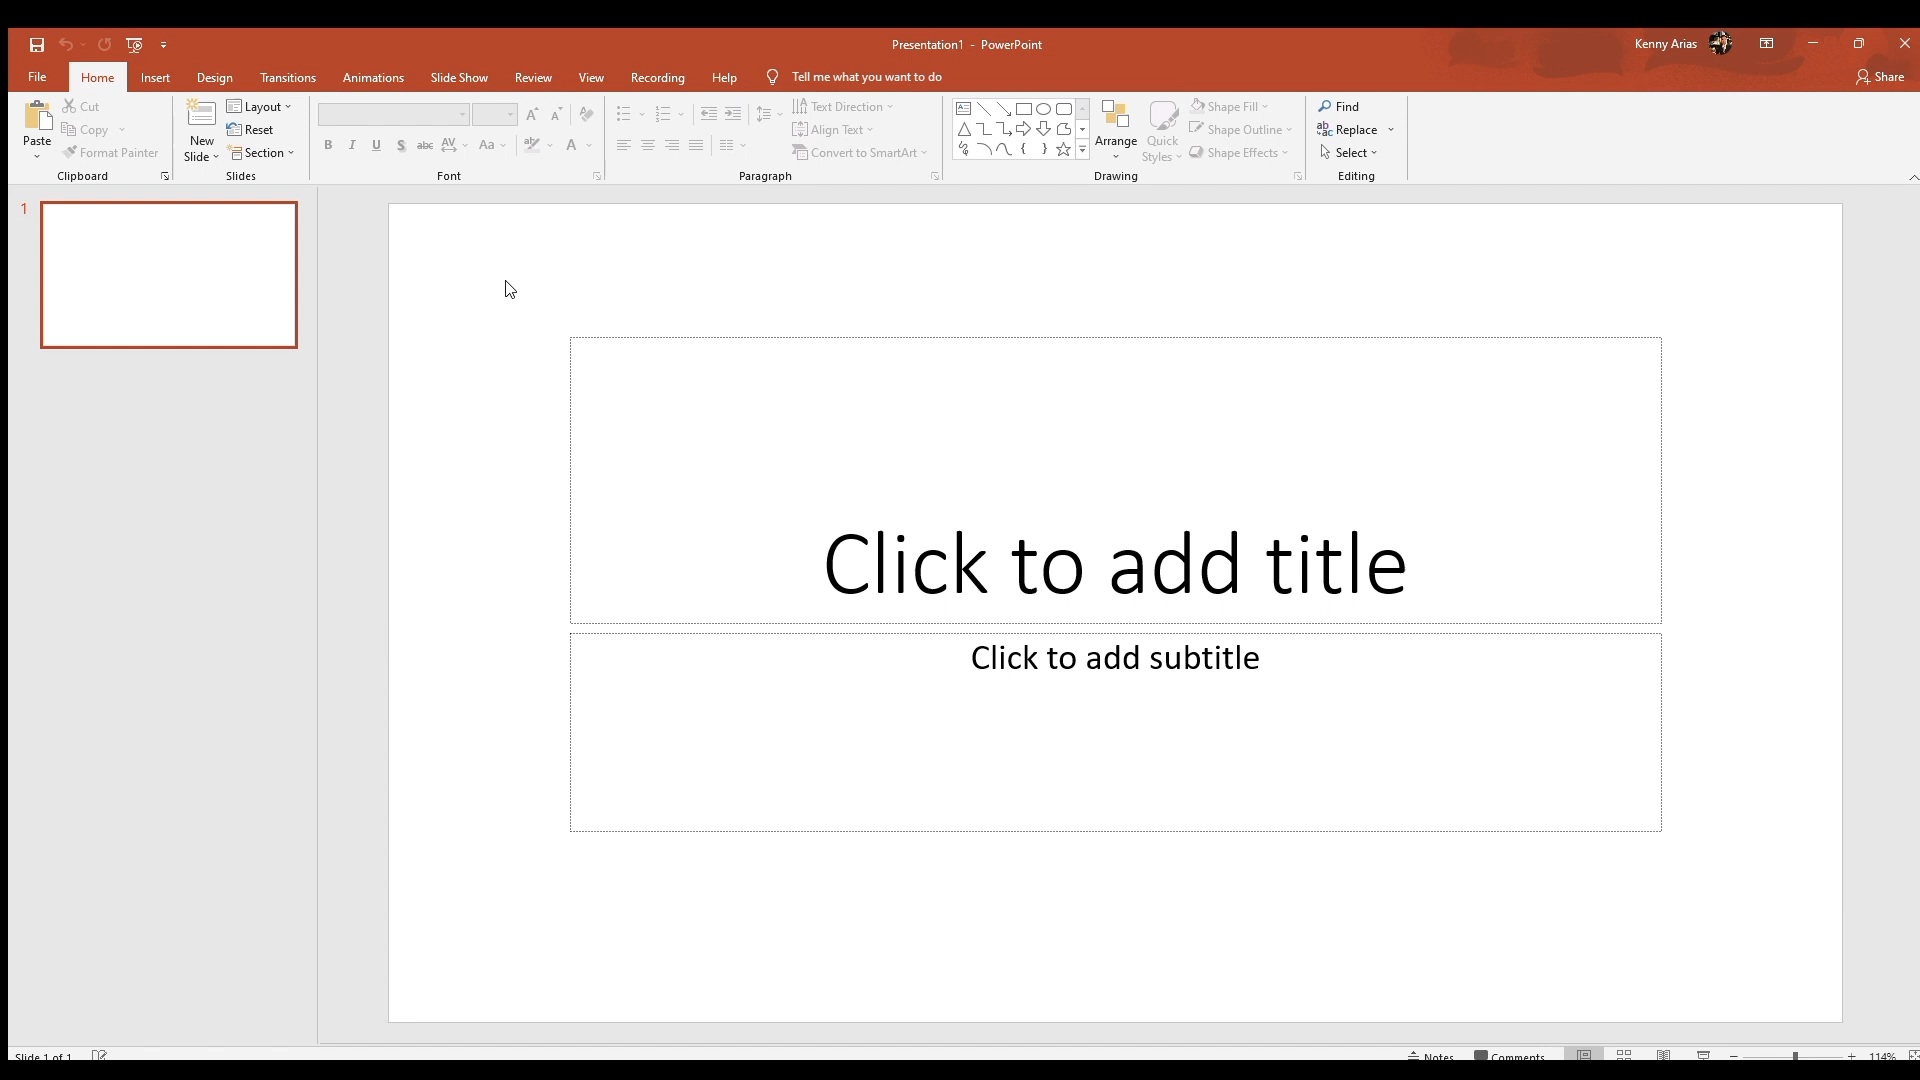 Presentation1 - PowerPoint
Kenny Arias
File Home Insert Design Transitions Animations Slide Show Review View Recording Help Tell me what you want to do
Share
Paste
Cut
Copy
Format Painter
Clipboard
New
Slide
Layout
Reset
Section
Slides
B I U S abc AV Aa A
Font
Text Direction
Align Text
Convert to SmartArt
Paragraph
Arrange
Quick
Styles
Shape Fill
Shape Outline
Shape Effects
Drawing
Find
Replace
Select
Editing
1
Click to add title
Click to add subtitle
Slide 1 of 1
Notes
Comments
114%